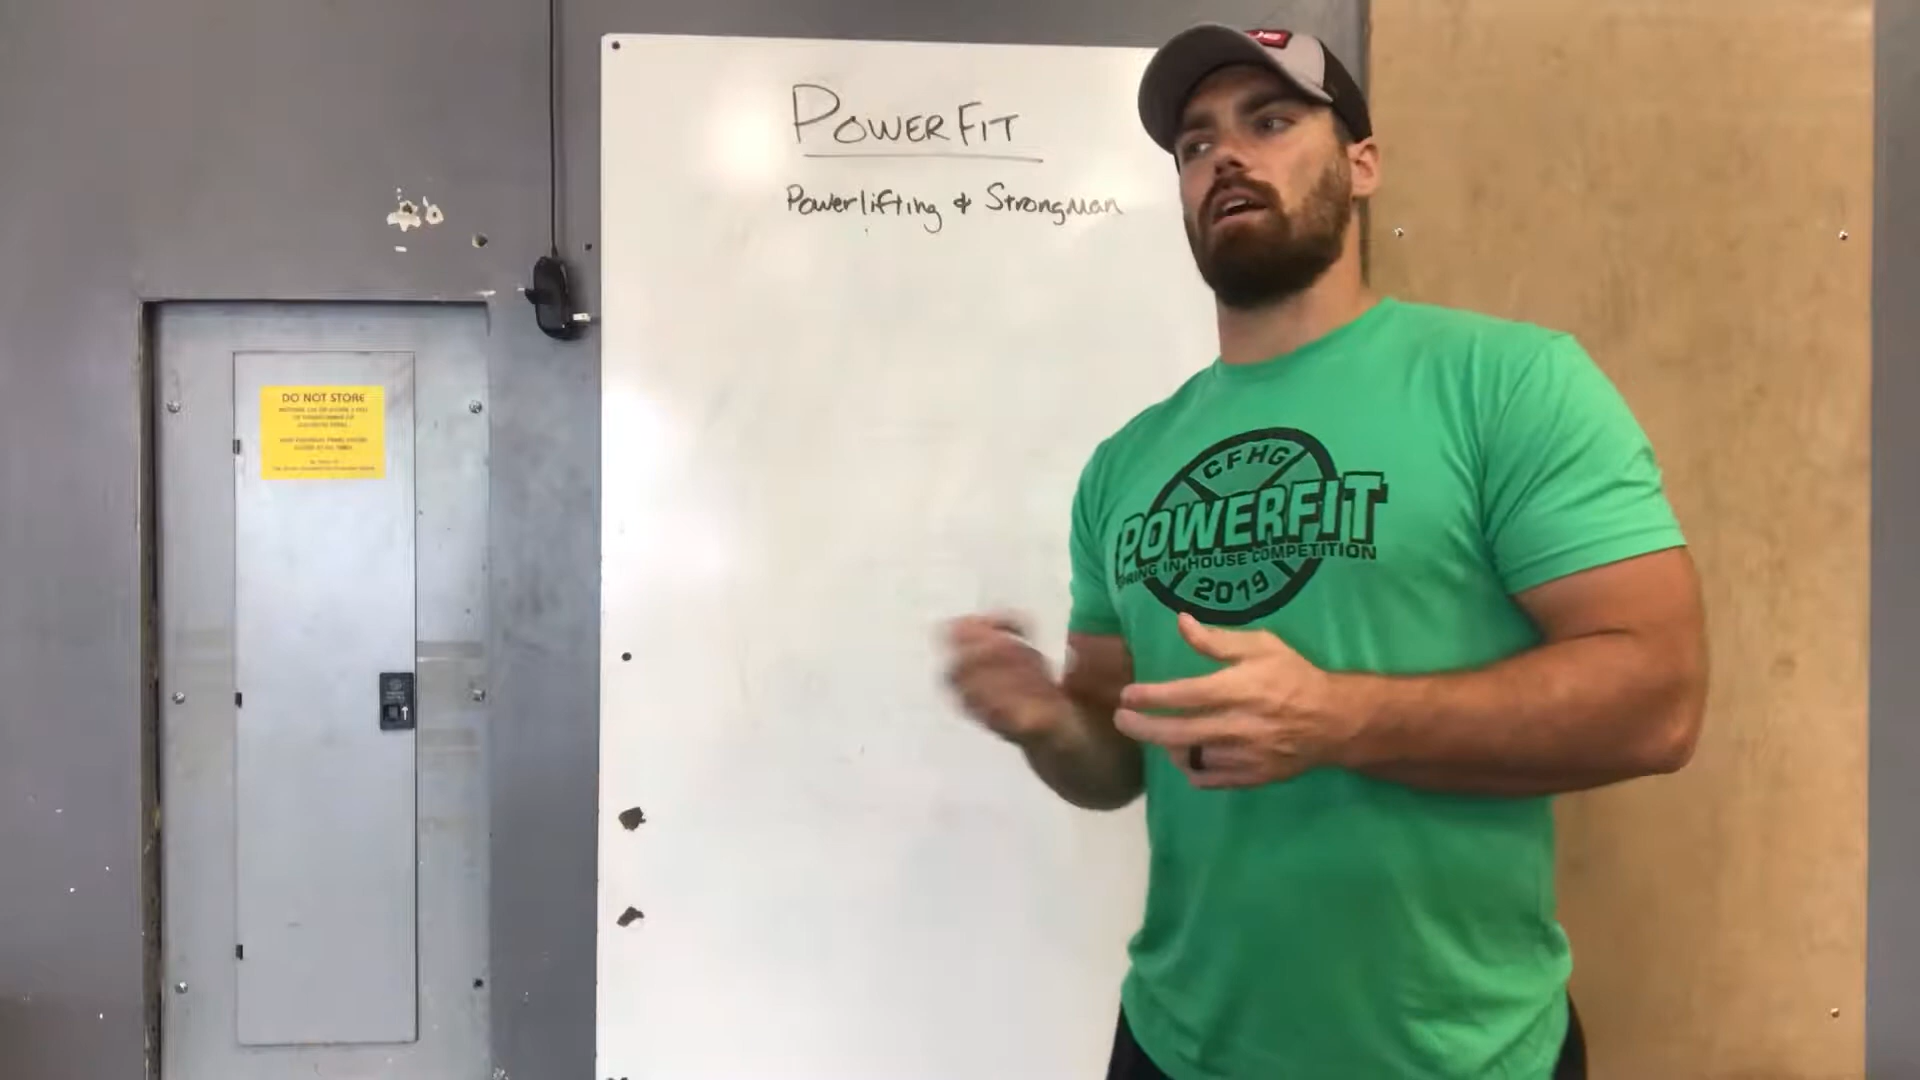 POWERFIT
Powerlifting & Strongman
DO NOT STORE
CFHG
POWERFIT
SPRING IN HOUSE COMPETITION
2019